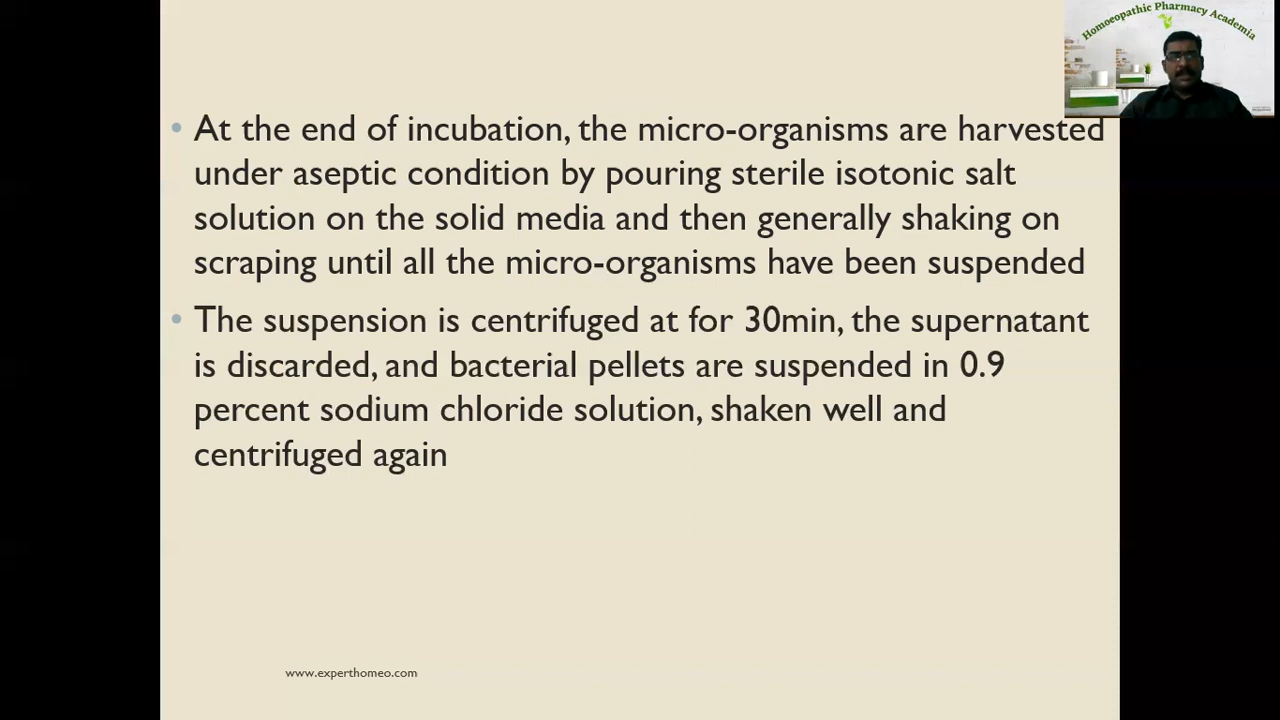 Homoeopathic Pharmacy Academia
• At the end of incubation, the micro-organisms are harvested
under aseptic condition by pouring sterile isotonic salt
solution on the solid media and then generally shaking on
scraping until all the micro-organisms have been suspended
• The suspension is centrifuged at for 30min, the supernatant
is discarded, and bacterial pellets are suspended in 0.9
percent sodium chloride solution, shaken well and
centrifuged again
www.experthomeo.com